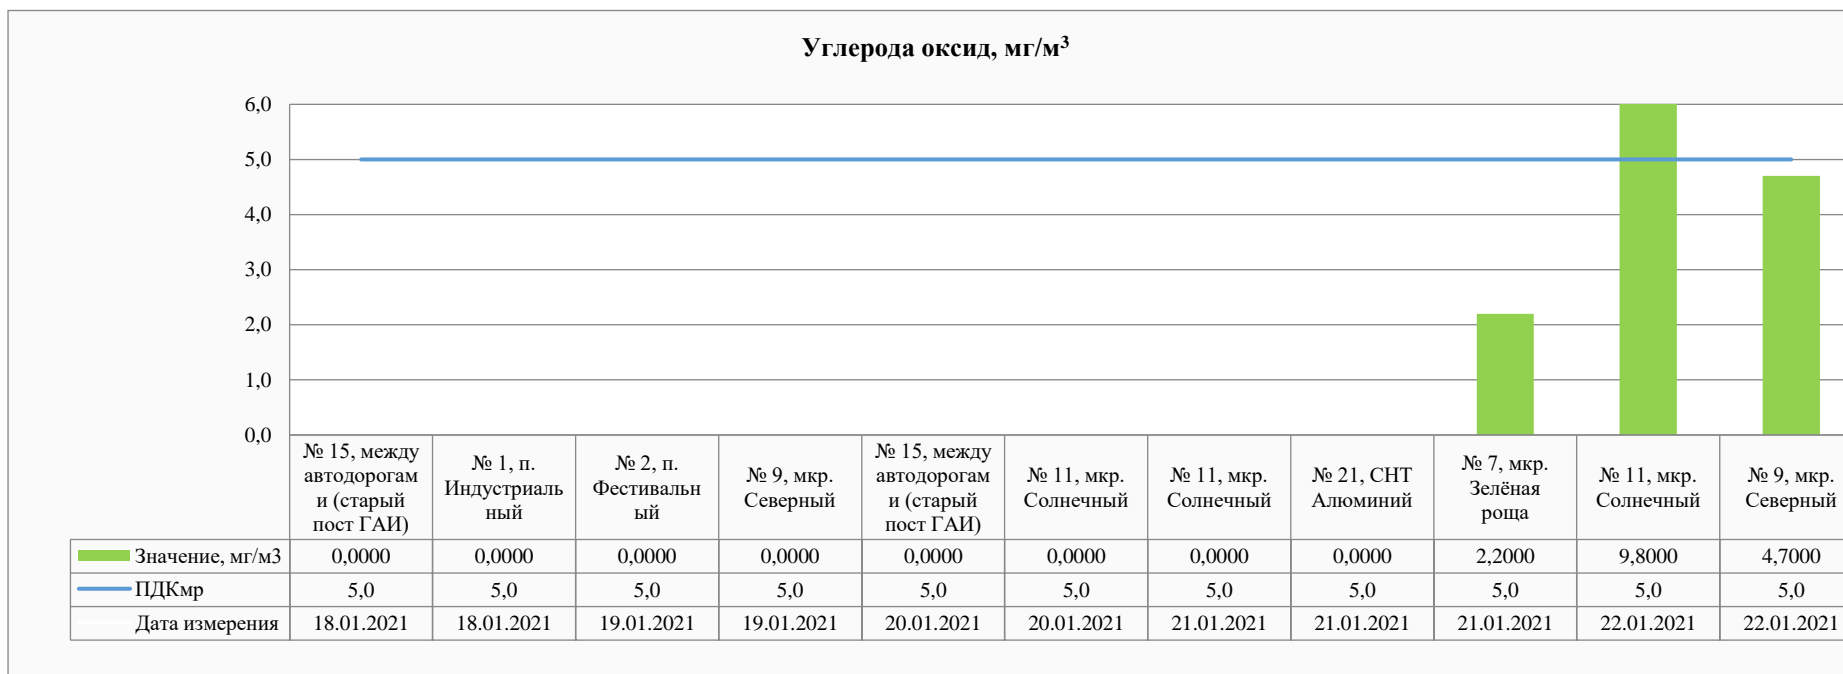 Углерода оксид, мг/м³
6,0
5,0
4,0
3,0
2,0
1,0
0,0
№ 15, между автодорогам и (старый пост ГАИ) № 1, п. Индустриаль ный № 2, п. Фестивальн ый № 9, мкр. Северный № 15, между автодорогам и (старый пост ГАИ) № 11, мкр. Солнечный № 11, мкр. Солнечный № 21, СНТ Алюминий № 7, мкр. Зелёная роща № 11, мкр. Солнечный № 9, мкр. Северный
Значение, мг/м3 0,0000 0,0000 0,0000 0,0000 0,0000 0,0000 0,0000 0,0000 2,2000 9,8000 4,7000
ПДКмр 5,0 5,0 5,0 5,0 5,0 5,0 5,0 5,0 5,0 5,0 5,0
Дата измерения 18.01.2021 18.01.2021 19.01.2021 19.01.2021 20.01.2021 20.01.2021 21.01.2021 21.01.2021 21.01.2021 22.01.2021 22.01.2021